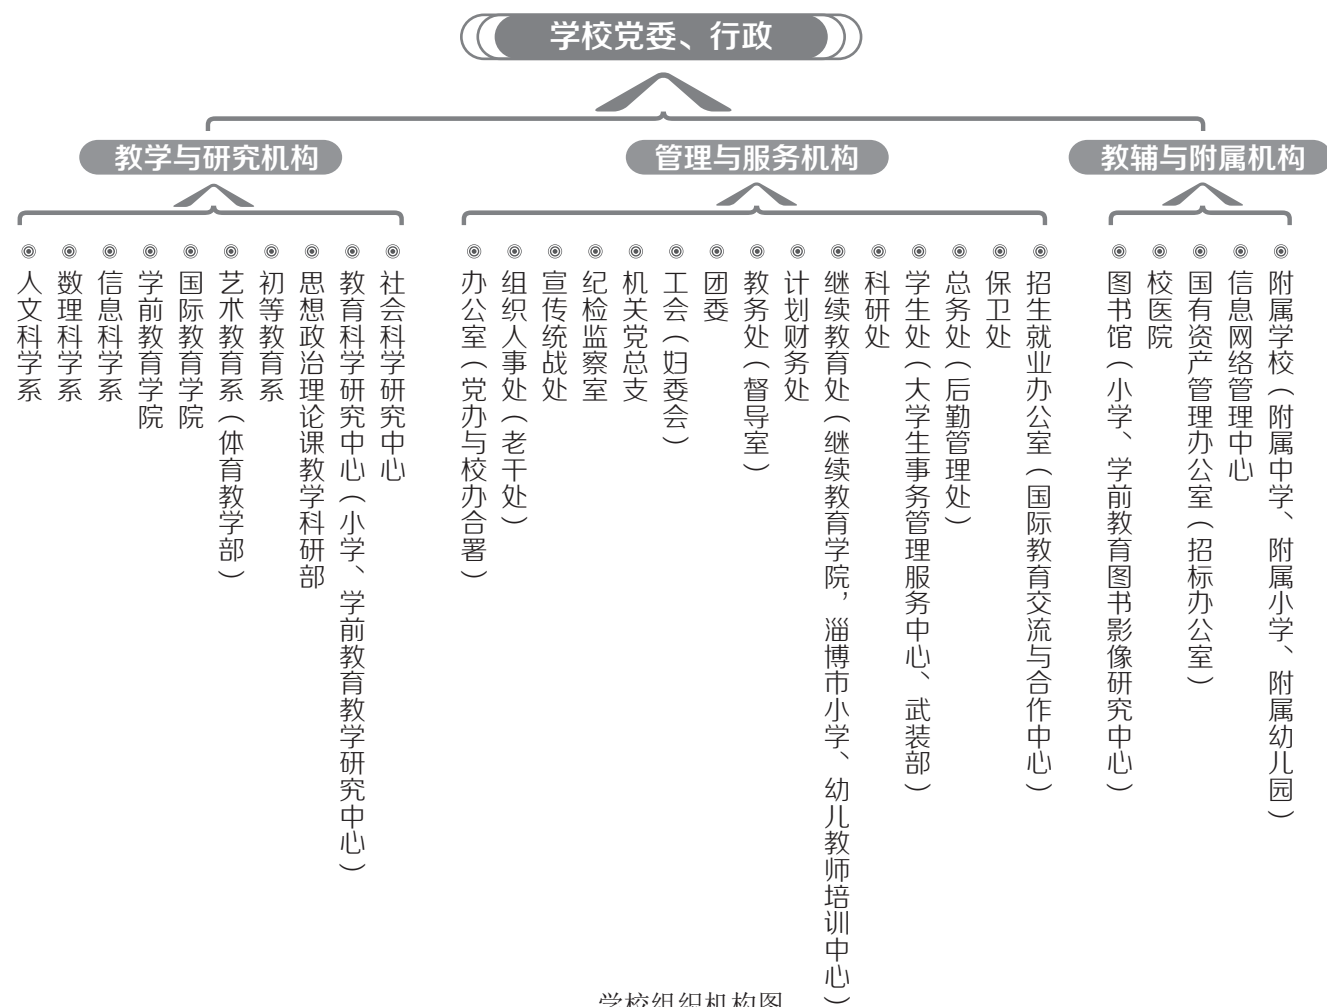 学校党委、行政
教学与研究机构
管理与服务机构
教辅与附属机构
人文科学系
数理科学系
信息科学系
学前教育学院
国际教育学院
艺术教育系（体育教学部）
初等教育系
思想政治理论课教学科研部
教育科学研究中心（小学、学前教育教学研究中心）
社会科学研究中心
办公室（党办与校办合署）
组织人事处（老干处）
宣传统战处
纪检监察室
机关党总支
工会（妇委会）
团委
教务处（督导室）
计划财务处
继续教育处（继续教育学院，淄博市小学、幼儿教师培训中心）
科研处
学生处（大学生事务管理服务中心、武装部）
总务处（后勤管理处）
保卫处
招生就业办公室（国际教育交流与合作中心）
图书馆（小学、学前教育图书影像研究中心）
校医院
国有资产管理办公室（招标办公室）
信息网络管理中心
附属学校（附属中学、附属小学、附属幼儿园）
学校组织机构图